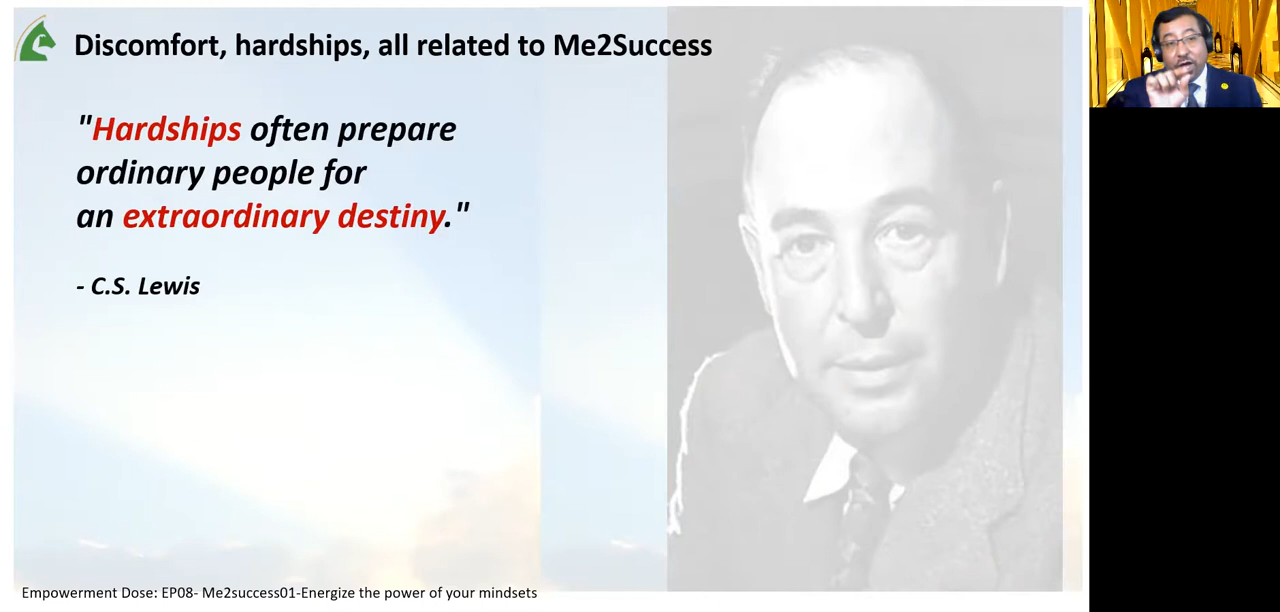 Discomfort, hardships, all related to Me2Success
"Hardships often prepare
ordinary people for
an extraordinary destiny."
- C.S. Lewis
Empowerment Dose: EP08- Me2success01-Energize the power of your mindsets